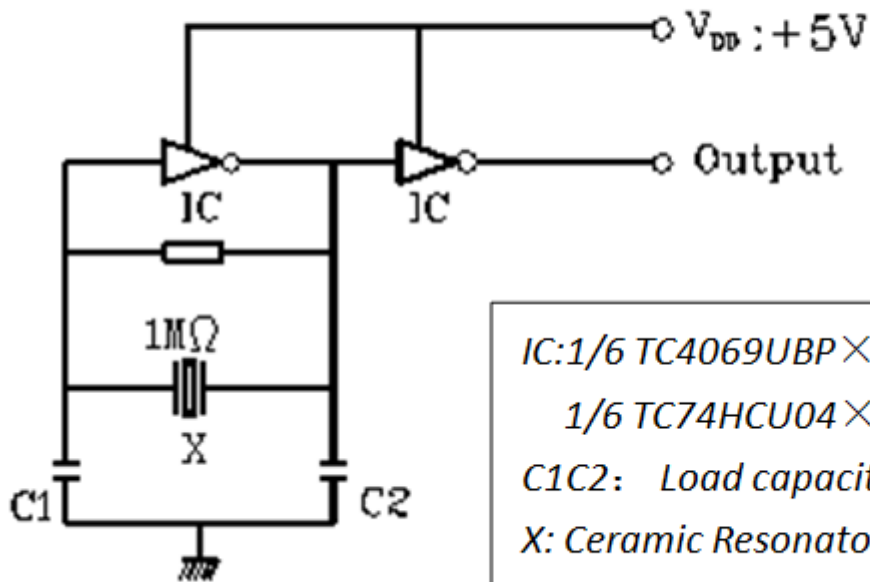 V_DD:+5V
Output
IC
IC
1MΩ
X
C1
C2
IC:1/6 TC4069UBP×
1/6 TC74HCU04×
C1C2: Load capacit
X: Ceramic Resonato